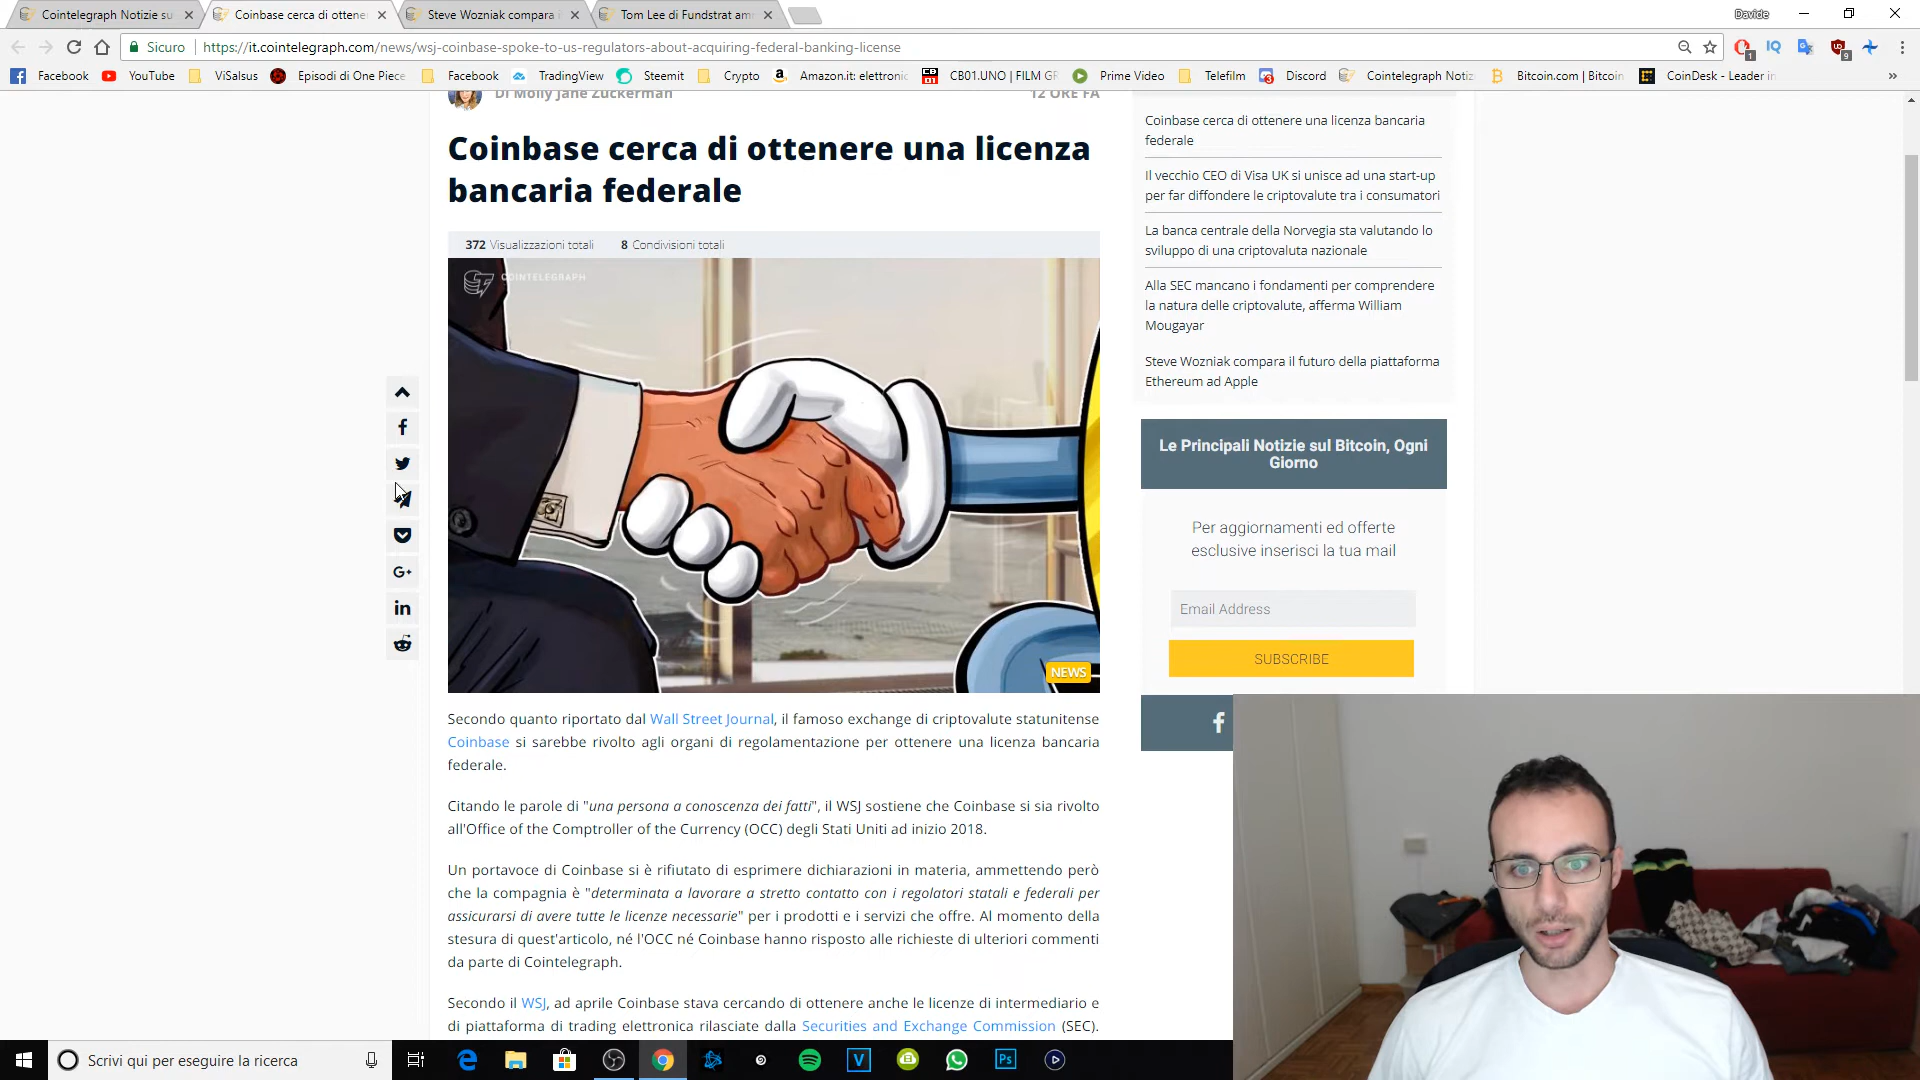 Cointelegraph Notizie su
Coinbase cerca di ottener
Steve Wozniak compara i
Tom Lee di Fundstrat am
Davide
Sicuro
https://it.cointelegraph.com/news/wsj-coinbase-spoke-to-us-regulators-about-acquiring-federal-banking-license
Facebook
YouTube
ViSalsus
Episodi di One Piece
Facebook
TradingView
Steemit
Crypto
Amazon.it: elettronic
CB01.UNO | FILM GR
Prime Video
Telefilm
Discord
Cointelegraph Notiz
Bitcoin.com | Bitcoin
CoinDesk - Leader in
Di Molly Jane Zuckerman
12 ORE FA
Coinbase cerca di ottenere una licenza
bancaria federale
372 Visualizzazioni totali
8 Condivisioni totali
COINTELEGRAPH
NEWS
Secondo quanto riportato dal Wall Street Journal, il famoso exchange di criptovalute statunitense
Coinbase si sarebbe rivolto agli organi di regolamentazione per ottenere una licenza bancaria
federale.
Citando le parole di "una persona a conoscenza dei fatti", il WSJ sostiene che Coinbase si sia rivolto
all'Office of the Comptroller of the Currency (OCC) degli Stati Uniti ad inizio 2018.
Un portavoce di Coinbase si è rifiutato di esprimere dichiarazioni in materia, ammettendo però
che la compagnia è "determinata a lavorare a stretto contatto con i regolatori statali e federali per
assicurarsi di avere tutte le licenze necessarie" per i prodotti e i servizi che offre. Al momento della
stesura di quest'articolo, né l'OCC né Coinbase hanno risposto alle richieste di ulteriori commenti
da parte di Cointelegraph.
Secondo il WSJ, ad aprile Coinbase stava cercando di ottenere anche le licenze di intermediario e
di piattaforma di trading elettronica rilasciate dalla Securities and Exchange Commission (SEC).
Coinbase cerca di ottenere una licenza bancaria
federale
Il vecchio CEO di Visa UK si unisce ad una start-up
per far diffondere le criptovalute tra i consumatori
La banca centrale della Norvegia sta valutando lo
sviluppo di una criptovaluta nazionale
Alla SEC mancano i fondamenti per comprendere
la natura delle criptovalute, afferma William
Mougayar
Steve Wozniak compara il futuro della piattaforma
Ethereum ad Apple
Le Principali Notizie sul Bitcoin, Ogni
Giorno
Per aggiornamenti ed offerte
esclusive inserisci la tua mail
Email Address
SUBSCRIBE
Scrivi qui per eseguire la ricerca